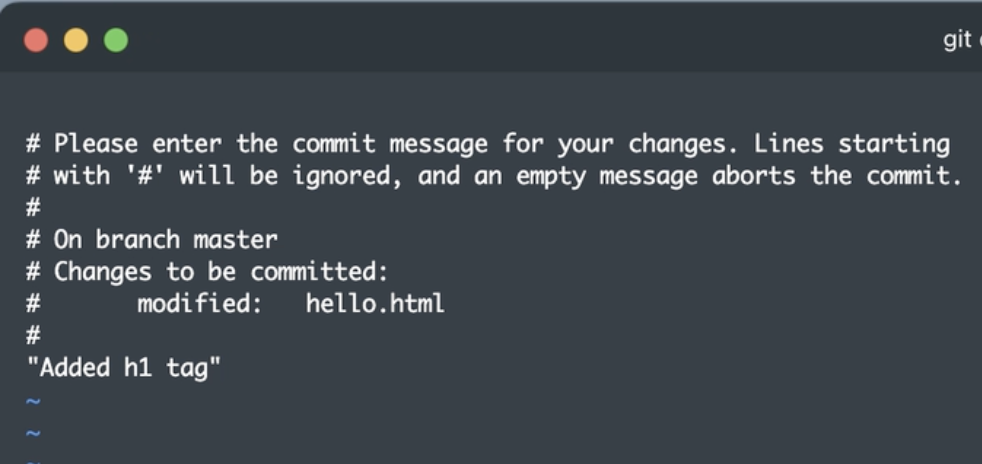 git
# Please enter the commit message for your changes. Lines starting
# with '#' will be ignored, and an empty message aborts the commit.
#
# On branch master
# Changes to be committed:
#       modified:   hello.html
#
"Added h1 tag"
~
~
~